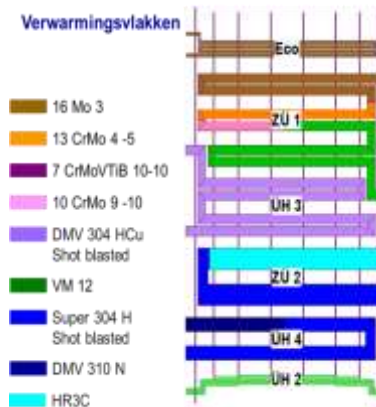 Verwarmingsvlakken
16 Mo 3
13 CrMo 4 -5
7 CrMoVTiB 10-10
10 CrMo 9 -10
DMV 304 HCu
Shot blasted
VM 12
Super 304 H
Shot blasted
DMV 310 N
HR3C
Eco
ZÜ 1
ÜH 3
ZÜ 2
ÜH 4
ÜH 2